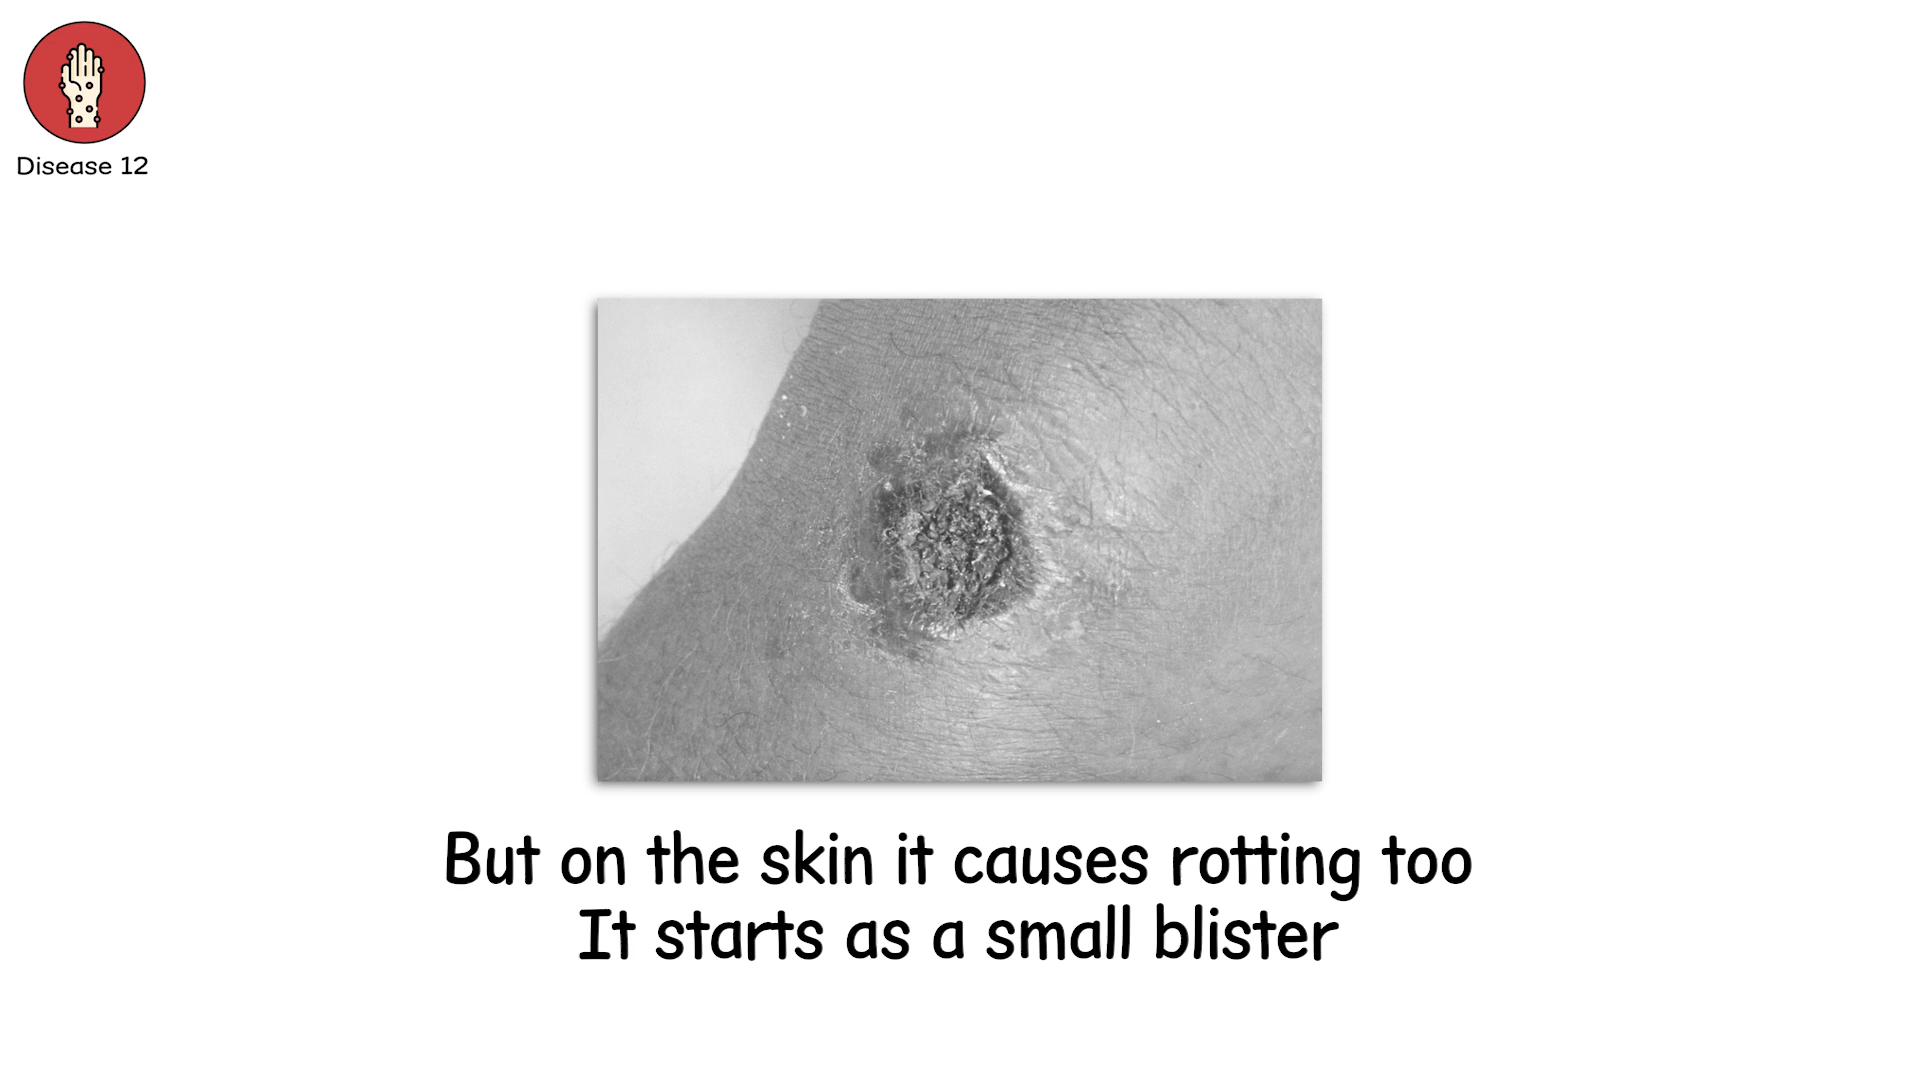 Disease 12
But on the skin it causes rotting too
It starts as a small blister